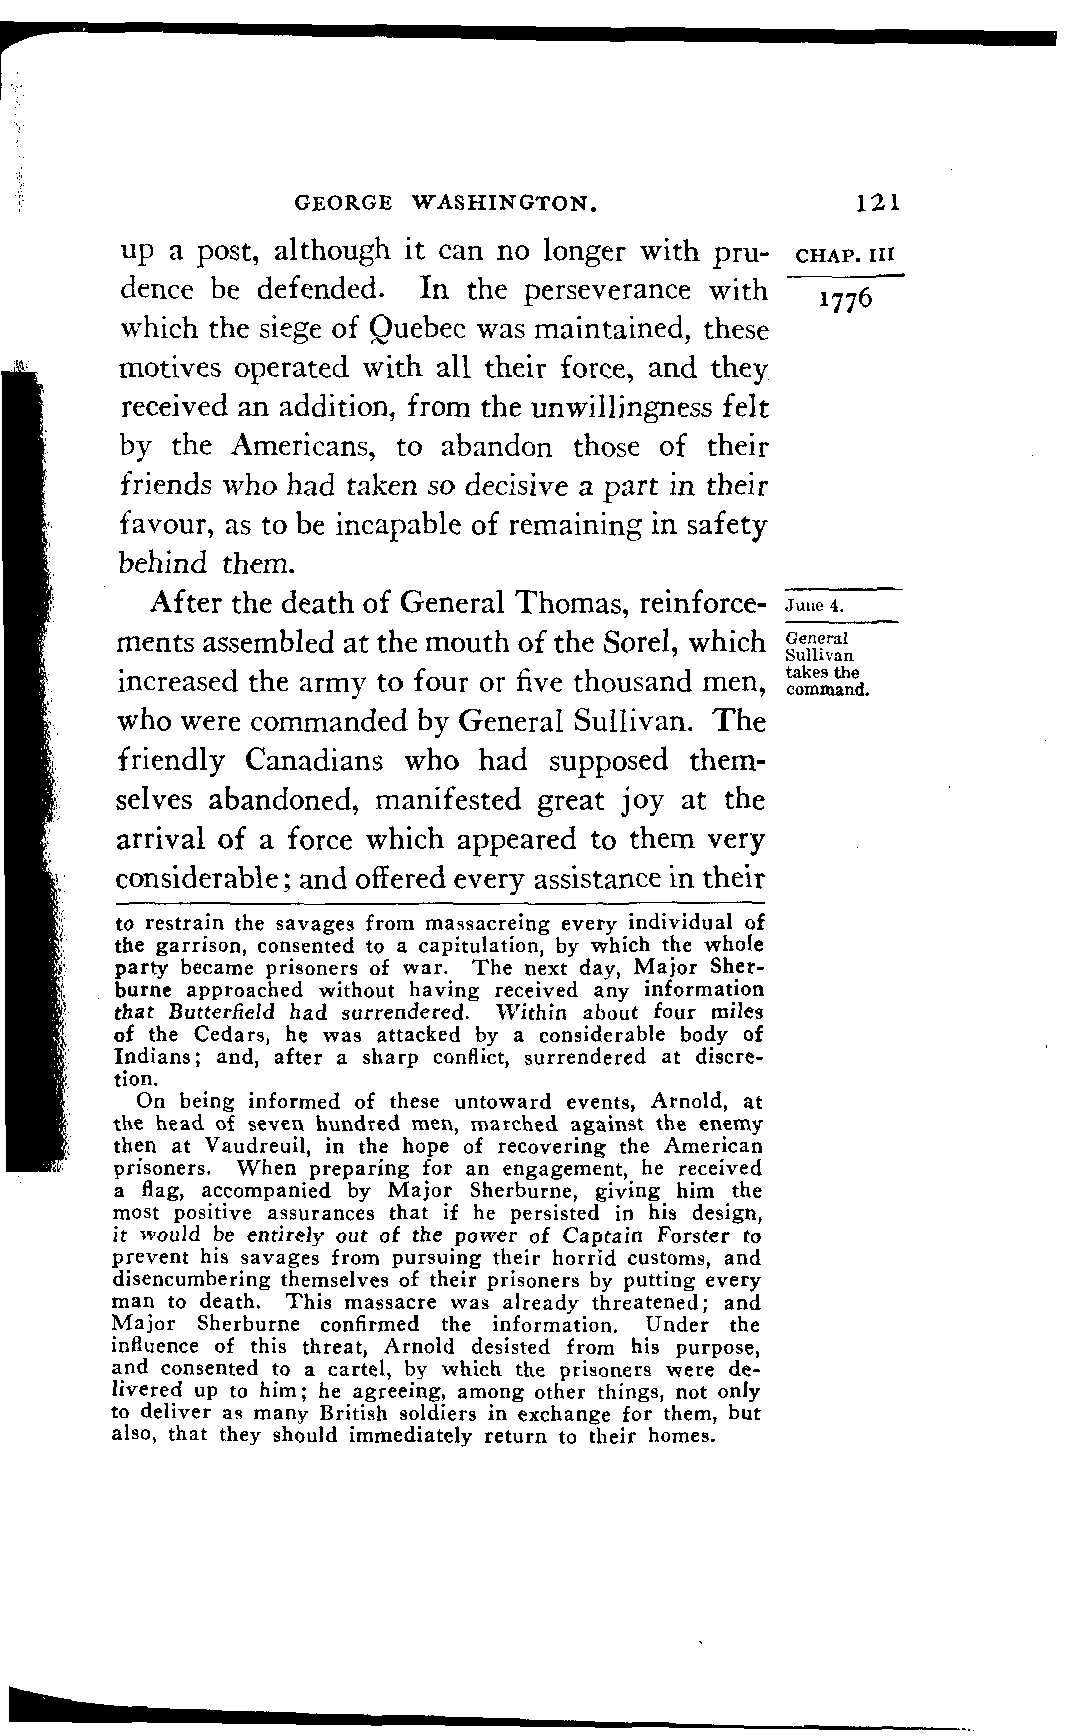 GEORGE WASHINGTON. 121
up a post, although it can no longer with pru- CHAP. III
dence be defended. In the perseverance with 1776
which the siege of Quebec was maintained, these
motives operated with all their force, and they
received an addition, from the unwillingness felt
by the Americans, to abandon those of their
friends who had taken so decisive a part in their
favour, as to be incapable of remaining in safety
behind them.
After the death of General Thomas, reinforce- June 4.
ments assembled at the mouth of the Sorel, which General
Sullivan
increased the army to four or five thousand men, takes the
command.
who were commanded by General Sullivan. The
friendly Canadians who had supposed them-
selves abandoned, manifested great joy at the
arrival of a force which appeared to them very
considerable; and offered every assistance in their
to restrain the savages from massacreing every individual of
the garrison, consented to a capitulation, by which the whole
party became prisoners of war. The next day, Major Sher-
burne approached without having received any information
that Butterfield had surrendered. Within about four miles
of the Cedars, he was attacked by a considerable body of
Indians; and, after a sharp conflict, surrendered at discre-
tion.
On being informed of these untoward events, Arnold, at
the head of seven hundred men, marched against the enemy
then at Vaudreuil, in the hope of recovering the American
prisoners. When preparing for an engagement, he received
a flag, accompanied by Major Sherburne, giving him the
most positive assurances that if he persisted in his design,
it would be entirely out of the power of Captain Forster to
prevent his savages from pursuing their horrid customs, and
disencumbering themselves of their prisoners by putting every
man to death. This massacre was already threatened; and
Major Sherburne confirmed the information. Under the
influence of this threat, Arnold desisted from his purpose,
and consented to a cartel, by which the prisoners were de-
livered up to him; he agreeing, among other things, not only
to deliver as many British soldiers in exchange for them, but
also, that they should immediately return to their homes.